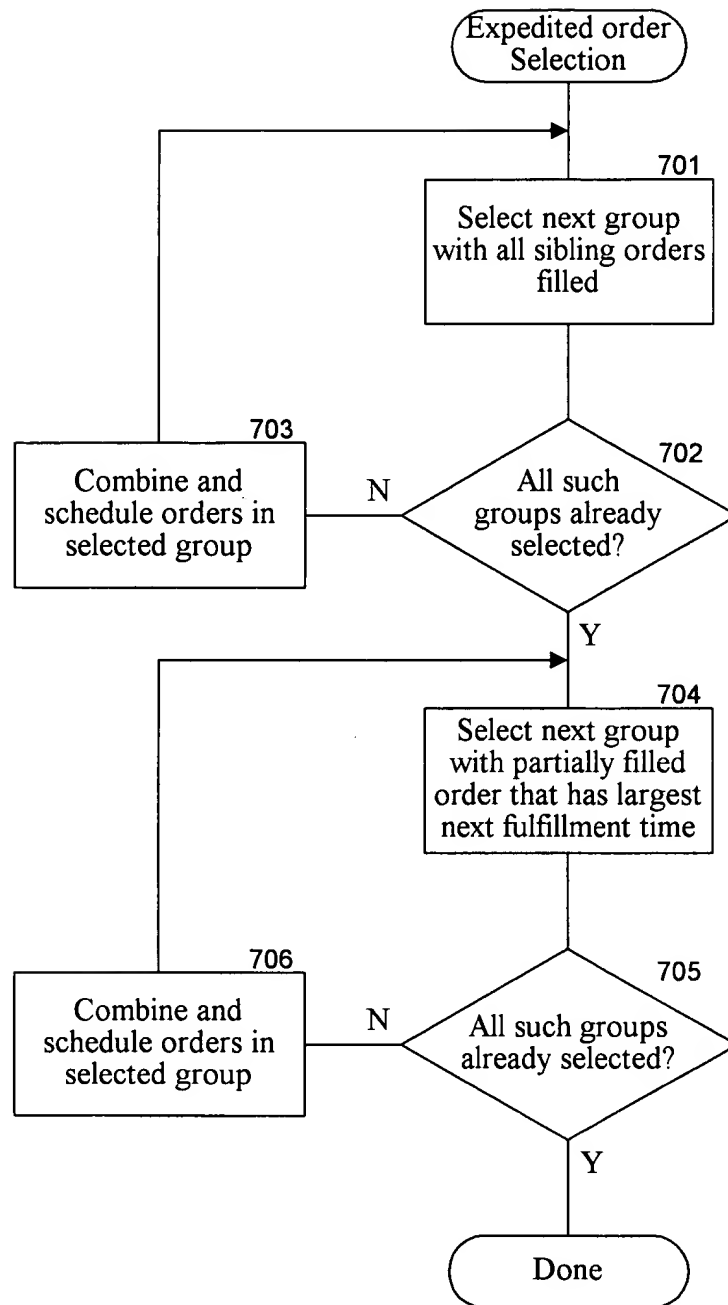 Expedited order
Selection
701
Select next group
with all sibling orders
filled
703
Combine and
schedule orders in
selected group
N
702
All such
groups already
selected?
Y
704
Select next group
with partially filled
order that has largest
next fulfillment time
706
Combine and
schedule orders in
selected group
N
705
All such groups
already selected?
Y
Done